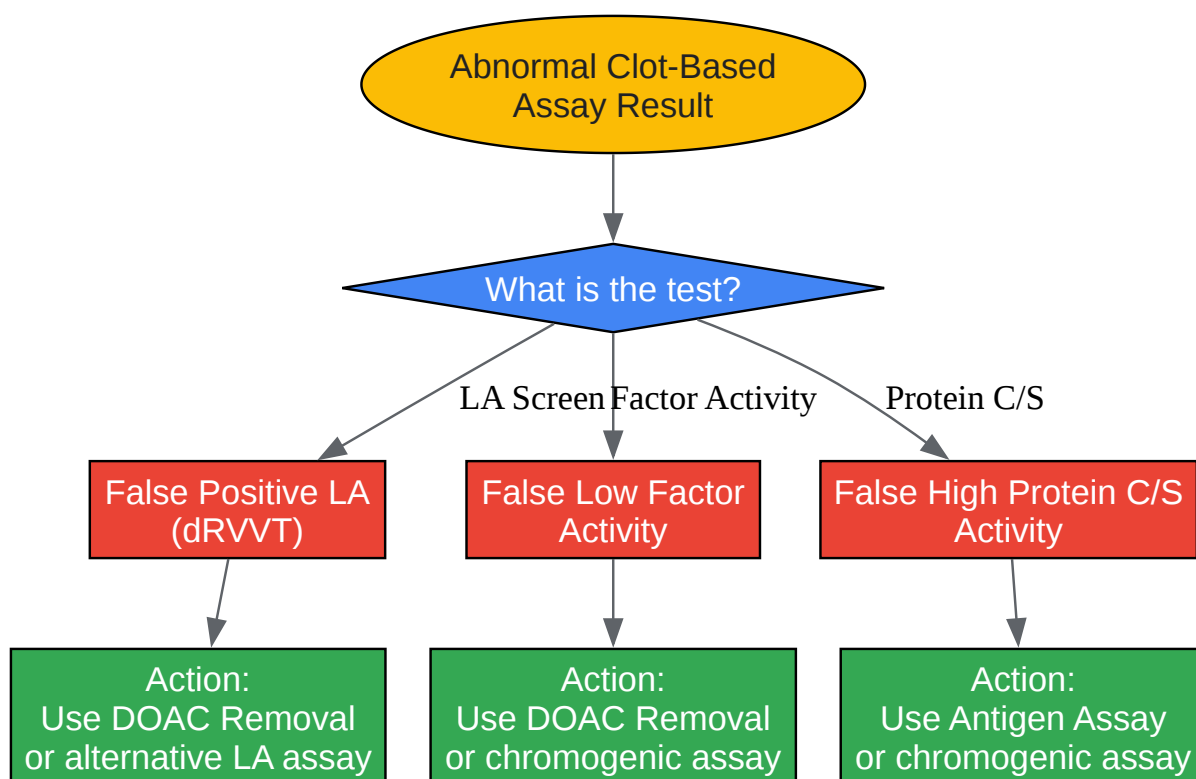 Abnormal Clot-Based
Assay Result
What is the test?
LA Screen
Factor Activity
Protein C/S
False Positive LA
(dRVVT)
False Low Factor
Activity
False High Protein C/S
Activity
Action:
Use DOAC Removal
or alternative LA assay
Action:
Use DOAC Removal
or chromogenic assay
Action:
Use Antigen Assay
or chromogenic assay